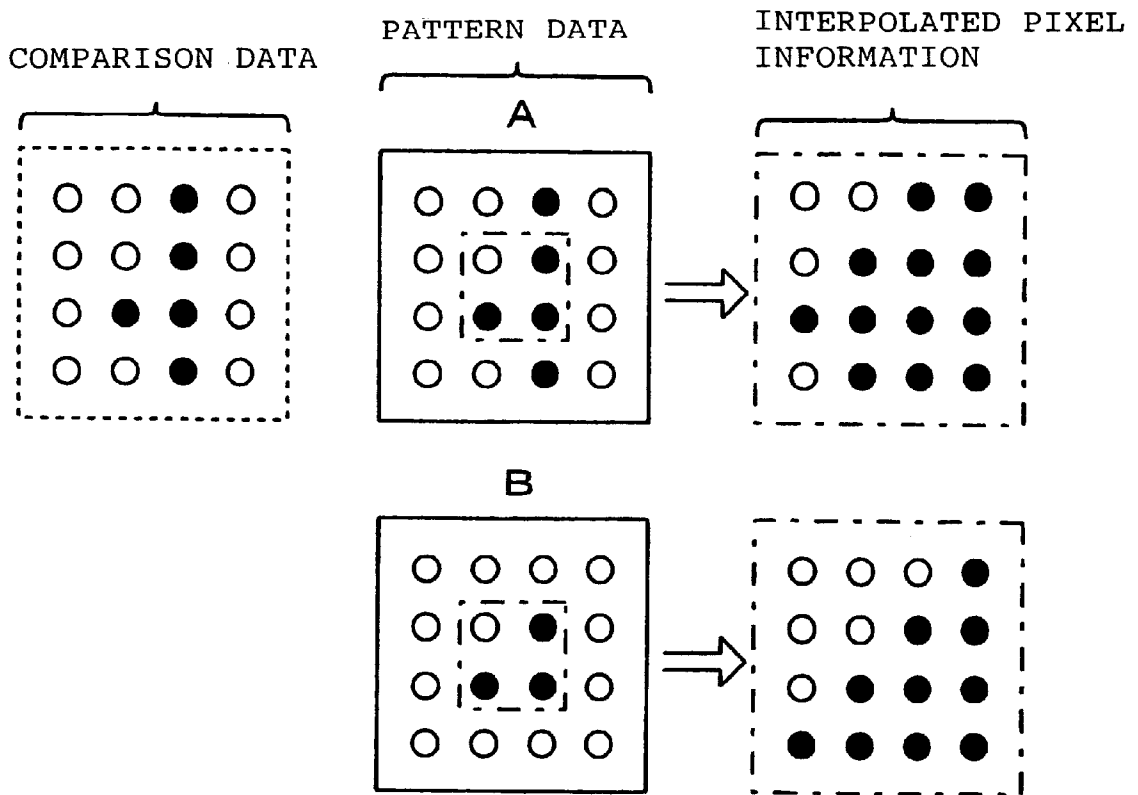 COMPARISON DATA
PATTERN DATA
INTERPOLATED PIXEL
INFORMATION
A
B